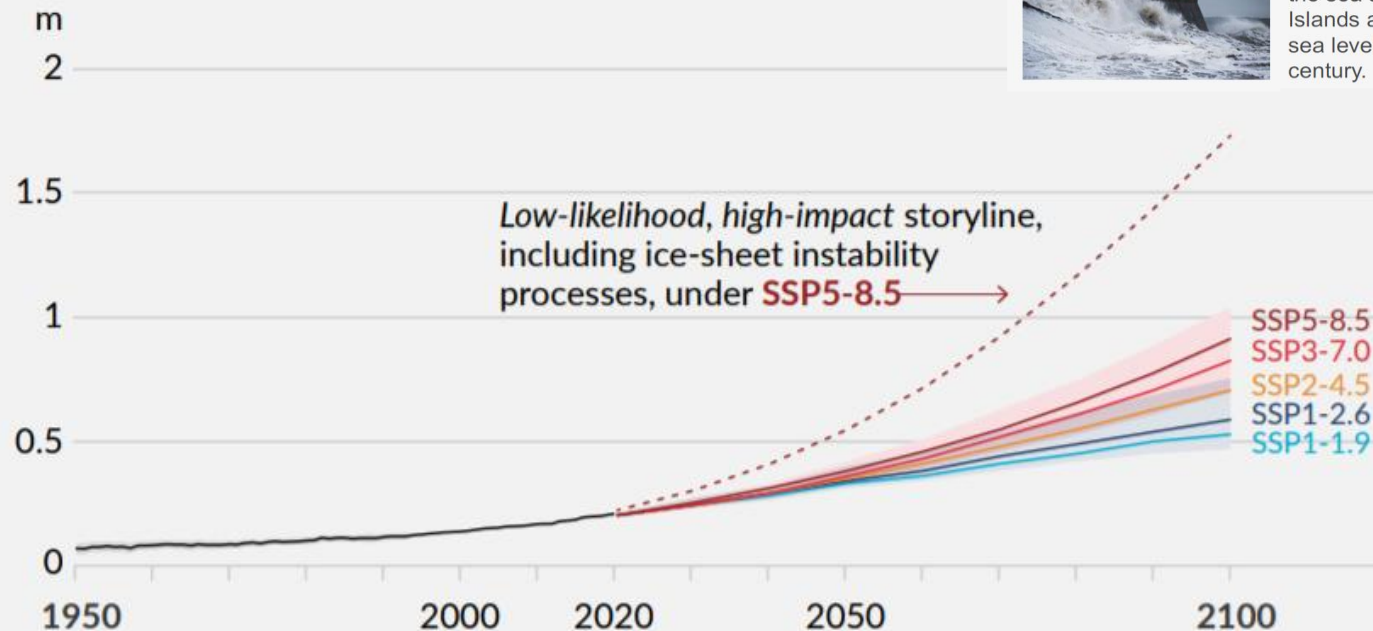 m
2
1.5
1
0.5
0
Low-likelihood, high-impact storyline,
including ice-sheet instability
processes, under SSP5-8.5
SSP5-8.5
SSP3-7.0
SSP2-4.5
SSP1-2.6
SSP1-1.9
1950 2000 2020 2050 2100
Islands
sea
century.